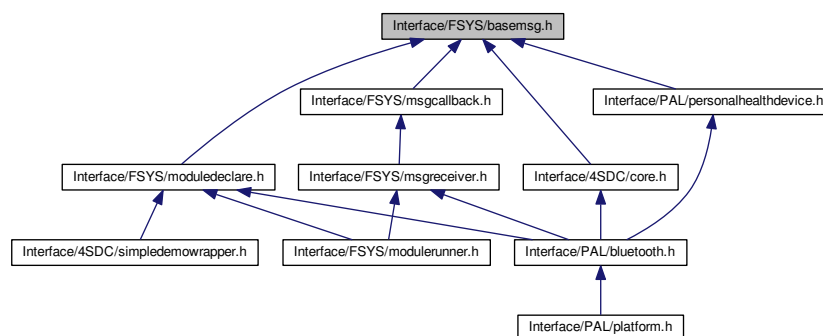 Interface/FSYS/basemsg.h
Interface/FSYS/msgcallback.h
Interface/PAL/personalhealthdevice.h
Interface/FSYS/moduledeclare.h
Interface/FSYS/msgreceiver.h
Interface/4SDC/core.h
Interface/4SDC/simpledemowrapper.h
Interface/FSYS/modulerunner.h
Interface/PAL/bluetooth.h
Interface/PAL/platform.h